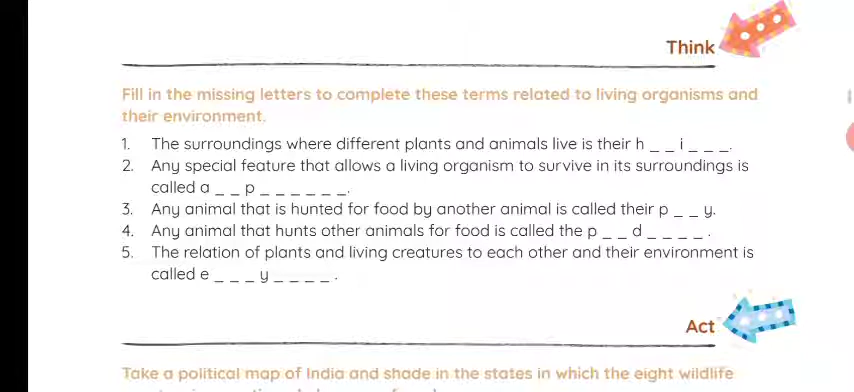 Think
Fill in the missing letters to complete these terms related to living organisms and
their environment.
1. The surroundings where different plants and animals live is their h _ _ i _ _ _.
2. Any special feature that allows a living organism to survive in its surroundings is
called a _ _ p _ _ _ _ _ _.
3. Any animal that is hunted for food by another animal is called their p _ _ y.
4. Any animal that hunts other animals for food is called the p _ _ d _ _ _ _ .
5. The relation of plants and living creatures to each other and their environment is
called e _ _ _ y _ _ _ _ .
Act
Take a political map of India and shade in the states in which the eight wildlife